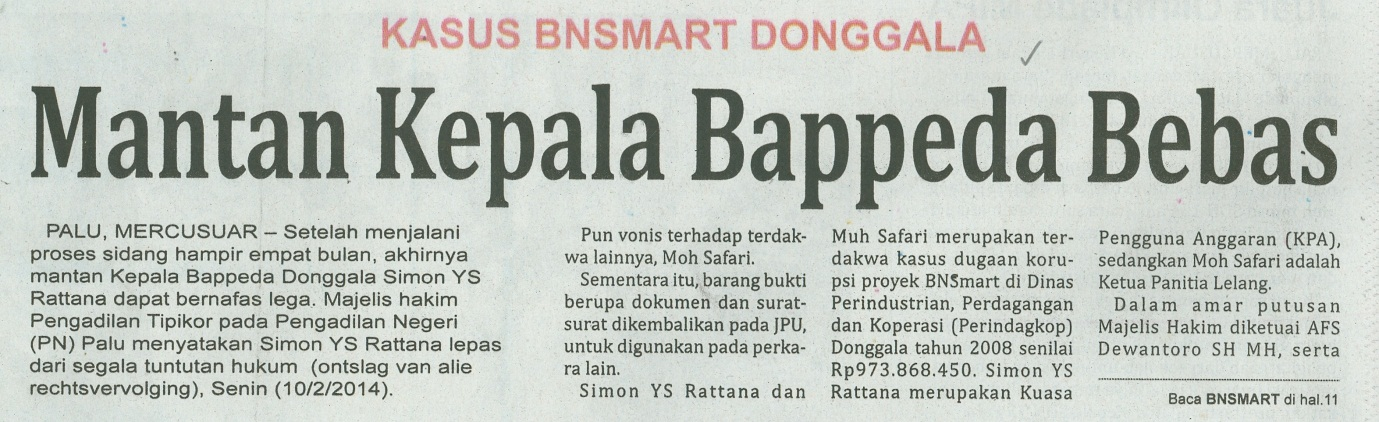 KASUS BNSMART DONGGALA
Mantan Kepala Bappeda Bebas
PALU, MERCUSUAR – Setelah menjalani
proses sidang hampir empat bulan, akhirnya
mantan Kepala Bappeda Donggala Simon YS
Rattana dapat bernafas lega. Majelis hakim
Pengadilan Tipikor pada Pengadilan Negeri
(PN) Palu menyatakan Simon YS Rattana lepas
dari segala tuntutan hukum (ontslag van alie
rechtsvervolging), Senin (10/2/2014).
Pun vonis terhadap terdak-
wa lainnya, Moh Safari.
Sementara itu, barang bukti
berupa dokumen dan surat-
surat dikembalikan pada JPU,
untuk digunakan pada perka-
ra lain.
Simon YS Rattana dan
Muh Safari merupakan ter-
dakwa kasus dugaan koru-
psi proyek BNSmart di Dinas
Perindustrian, Perdagangan
dan Koperasi (Perindagkop)
Donggala tahun 2008 senilai
Rp973.868.450. Simon YS
Rattana merupakan Kuasa
Pengguna Anggaran (KPA),
sedangkan Moh Safari adalah
Ketua Panitia Lelang.
Dalam amar putusan
Majelis Hakim diketuai AFS
Dewantoro SH MH, serta
Baca BNSMART di hal.11